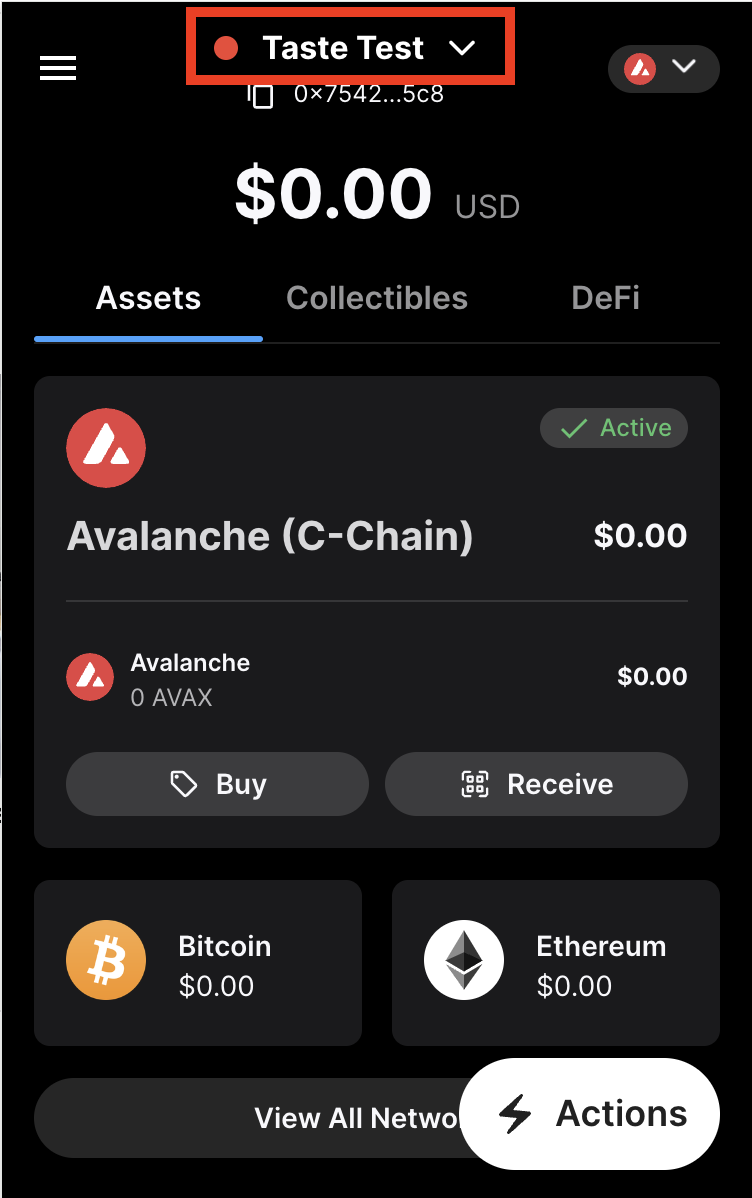 Taste Test
0x7542...5c8
$0.00 USD
Assets Collectibles DeFi
Active
Avalanche (C-Chain) $0.00
Avalanche
0 AVAX
$0.00
Buy Receive
Bitcoin
$0.00
Ethereum
$0.00
View All Netwo
Actions